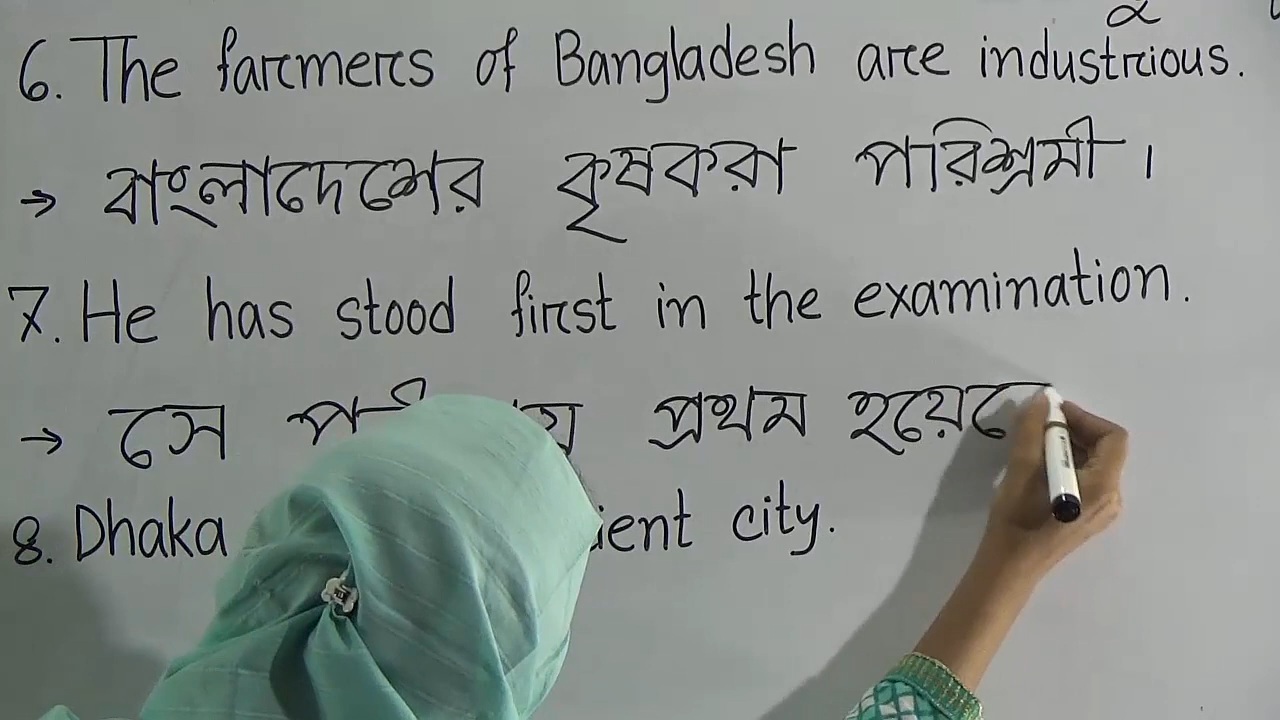 6. The farmers of Bangladesh are industrious.
→ বাংলাদেশের কৃষকরা পরিশ্রমী।
7. He has stood first in the examination.
→ সে প্রথম
8. Dhaka city.